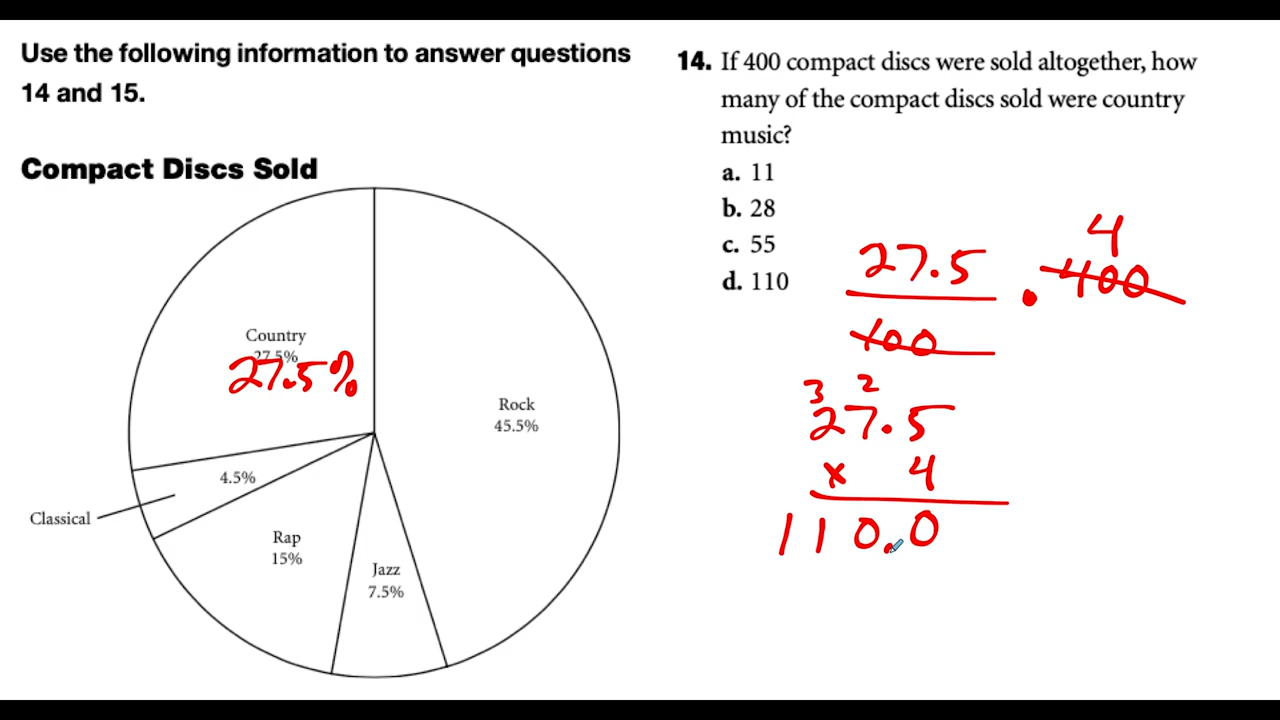 Use the following information to answer questions
14 and 15.
Compact Discs Sold
Country
27.5%
27.5%
Rock
45.5%
4.5%
Classical
Rap
15%
Jazz
7.5%
14. If 400 compact discs were sold altogether, how
many of the compact discs sold were country
music?
a. 11
b. 28
c. 55
d. 110
4
27.5 . 400
100
3 2
27.5
x 4
110.0